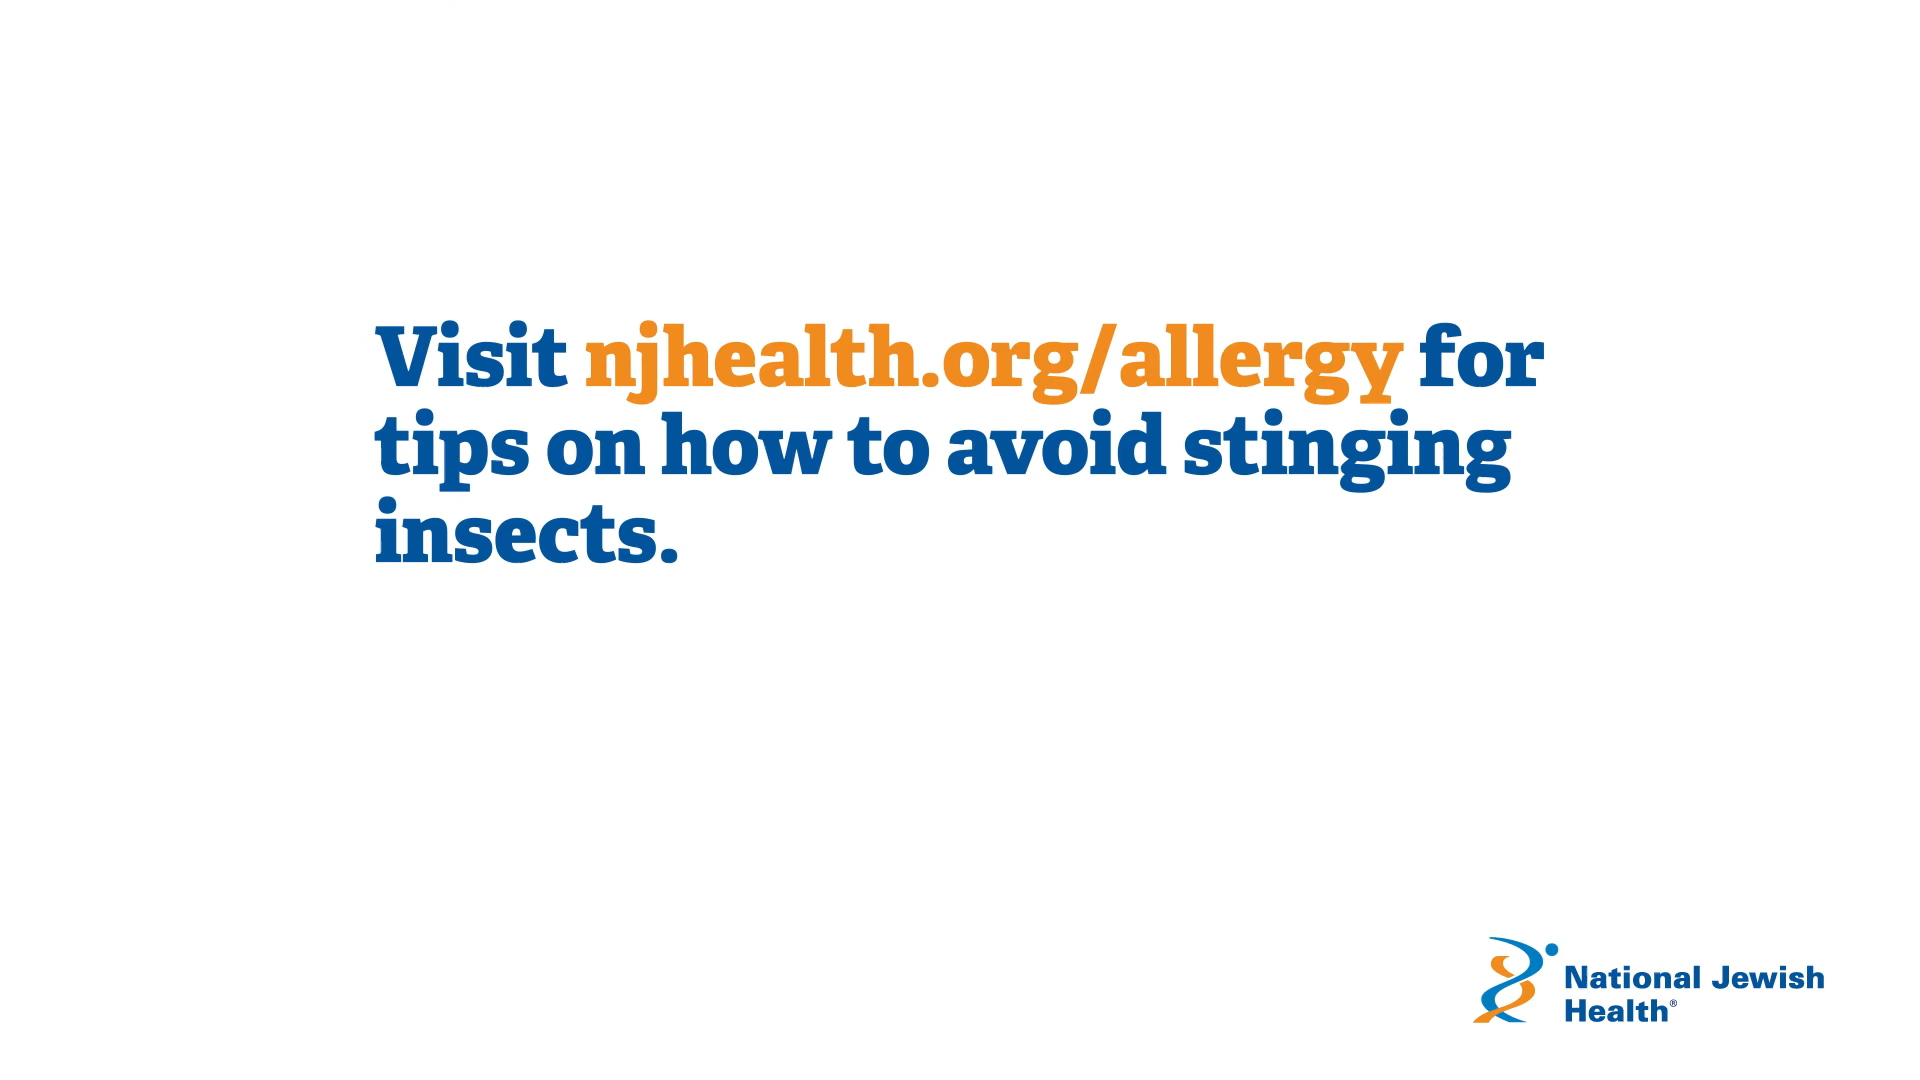 Visit njhealth.org/allergy for
tips on how to avoid stinging
insects.
National Jewish
Health®